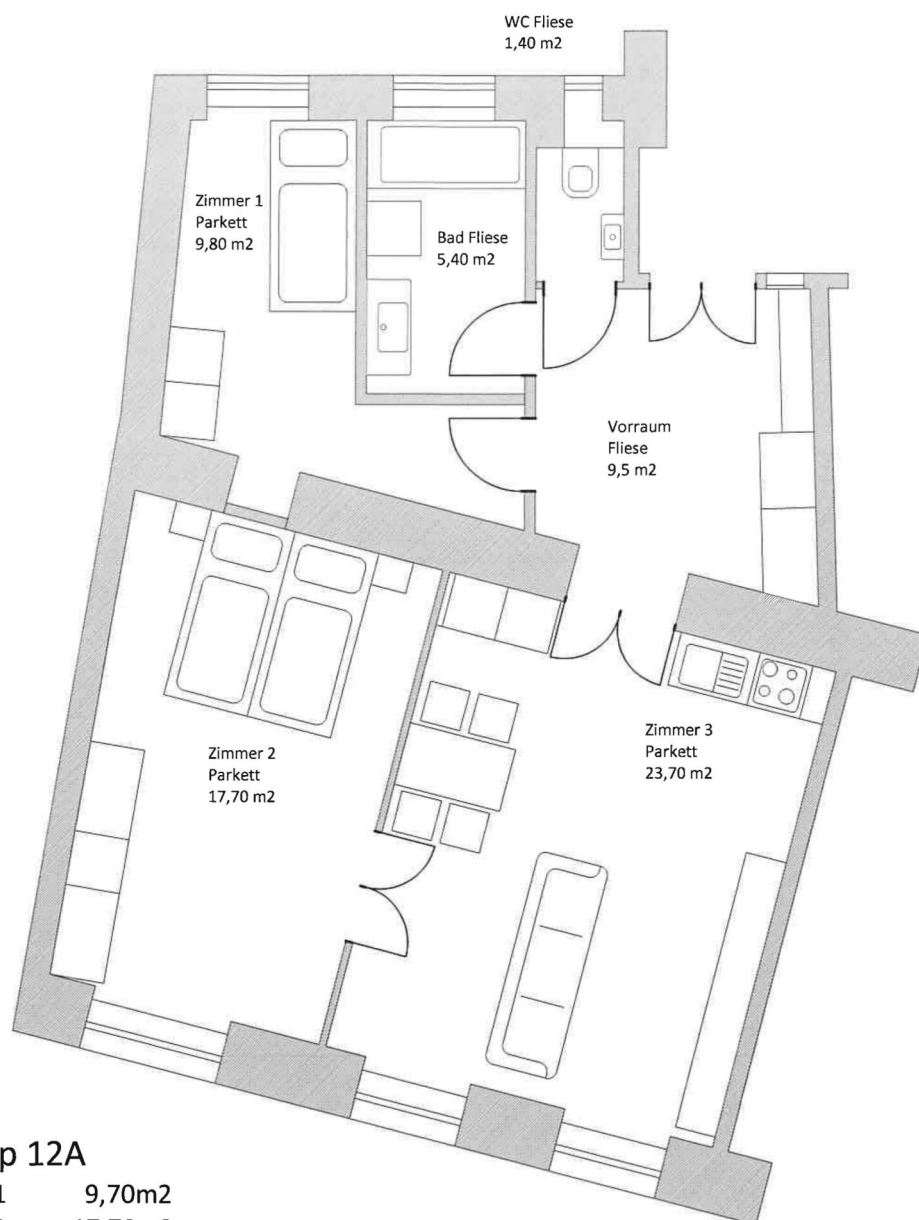 WC Fliese
1,40 m2
Zimmer 1
Parkett
9,80 m2
Bad Fliese
5,40 m2
Vorraum
Fliese
9,5 m2
Zimmer 2
Parkett
17,70 m2
Zimmer 3
Parkett
23,70 m2
p 12A
1 9,70m2